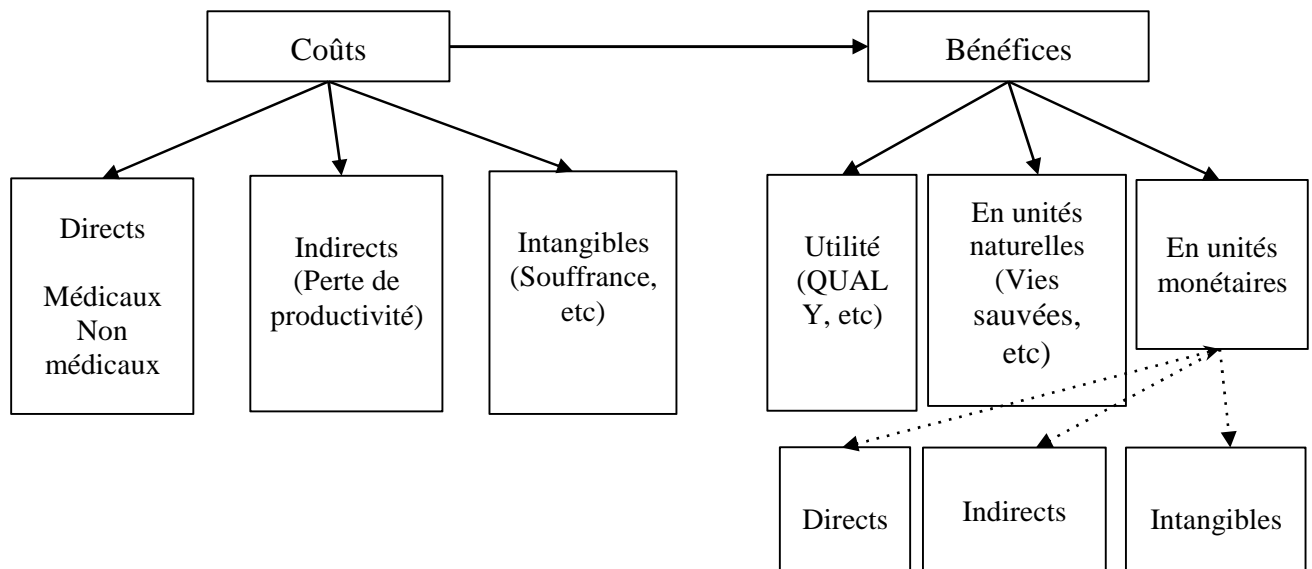 Coûts
Bénéfices
Directs
Médicaux
Non
médicaux
Indirects
(Perte de
productivité)
Intangibles
(Souffrance,
etc)
Utilité
(QUAL
Y, etc)
En unités
naturelles
(Vies
sauvées,
etc)
En unités
monétaires
Directs
Indirects
Intangibles